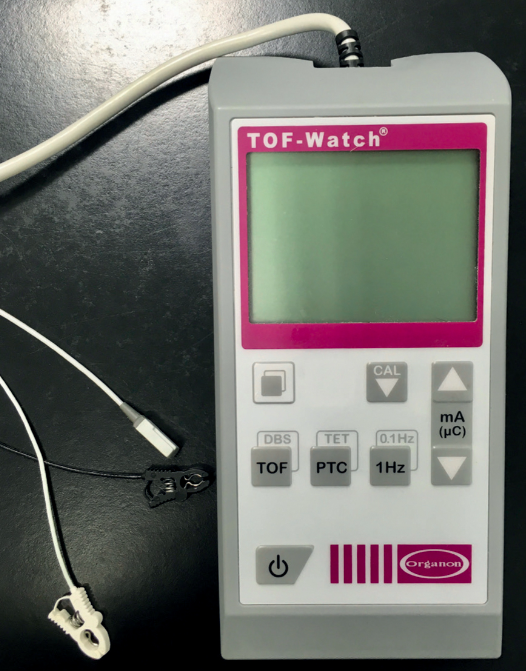 TOF-Watch®
CAL
mA
(µC)
DBS TET 0.1Hz
TOF PTC 1Hz
Organon